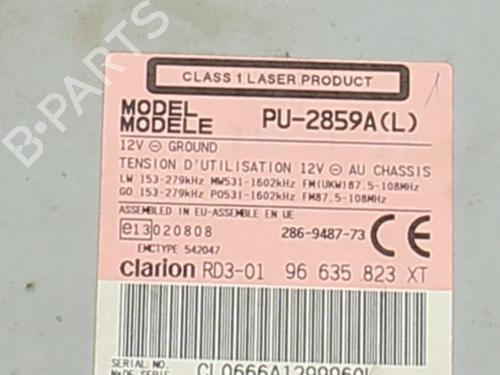 B-PARTS
CLASS 1 LASER PRODUCT
MODEL
MODELE PU-2859A(L)
12V ⊖ GROUND
TENSION D'UTILISATION 12V ⊖ AU CHASSIS
LW 153-279kHz MW531-1602kHz FM(UKW)87.5-108MHz
GO 153-279kHz PO531-1602kHz FM87.5-108MHz
ASSEMBLED IN EU-ASSEMBLE EN UE
e13 020808 286-9487-73 CE
EMCTYPE 542047
clarion RD3-01 96 635 823 XT
SERIAL NO.